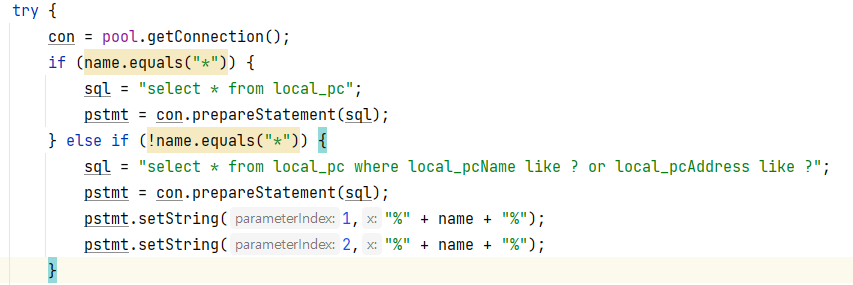 try {
con = pool.getConnection();
if (name.equals("*")) {
sql = "select * from local_pc";
pstmt = con.prepareStatement(sql);
} else if (!name.equals("*")) {
sql = "select * from local_pc where local_pcName like ? or local_pcAddress like ?";
pstmt = con.prepareStatement(sql);
pstmt.setString( parameterIndex: 1, x: "%" + name + "%");
pstmt.setString( parameterIndex: 2, x: "%" + name + "%");
}